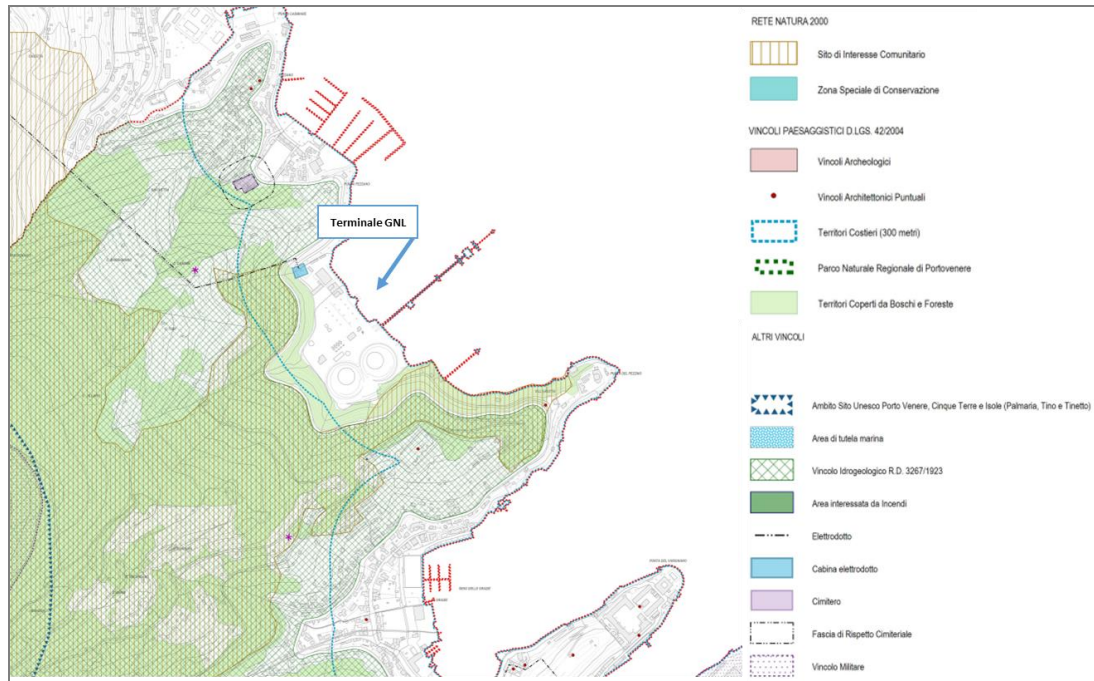 Terminale GNL
RETE NATURA 2000
Sito di Interesse Comunitario
Zona Speciale di Conservazione
VINCOLI PAESAGGISTICI D.LGS. 42/2004
Vincoli Archeologici
Vincoli Architettonici Puntuali
Territori Costieri (300 metri)
Parco Naturale Regionale di Portovenere
Territori Coperti da Boschi e Foreste
ALTRI VINCOLI
Ambito Sito Unesco Porto Venere, Cinque Terre e Isole (Palmaria, Tino e Tinetto)
Area di tutela marina
Vincolo Idrogeologico R.D. 3267/1923
Area interessata da Incendi
Elettrodotto
Cabina elettrodotto
Cimitero
Fascia di Rispetto Cimiteriale
Vincolo Militare